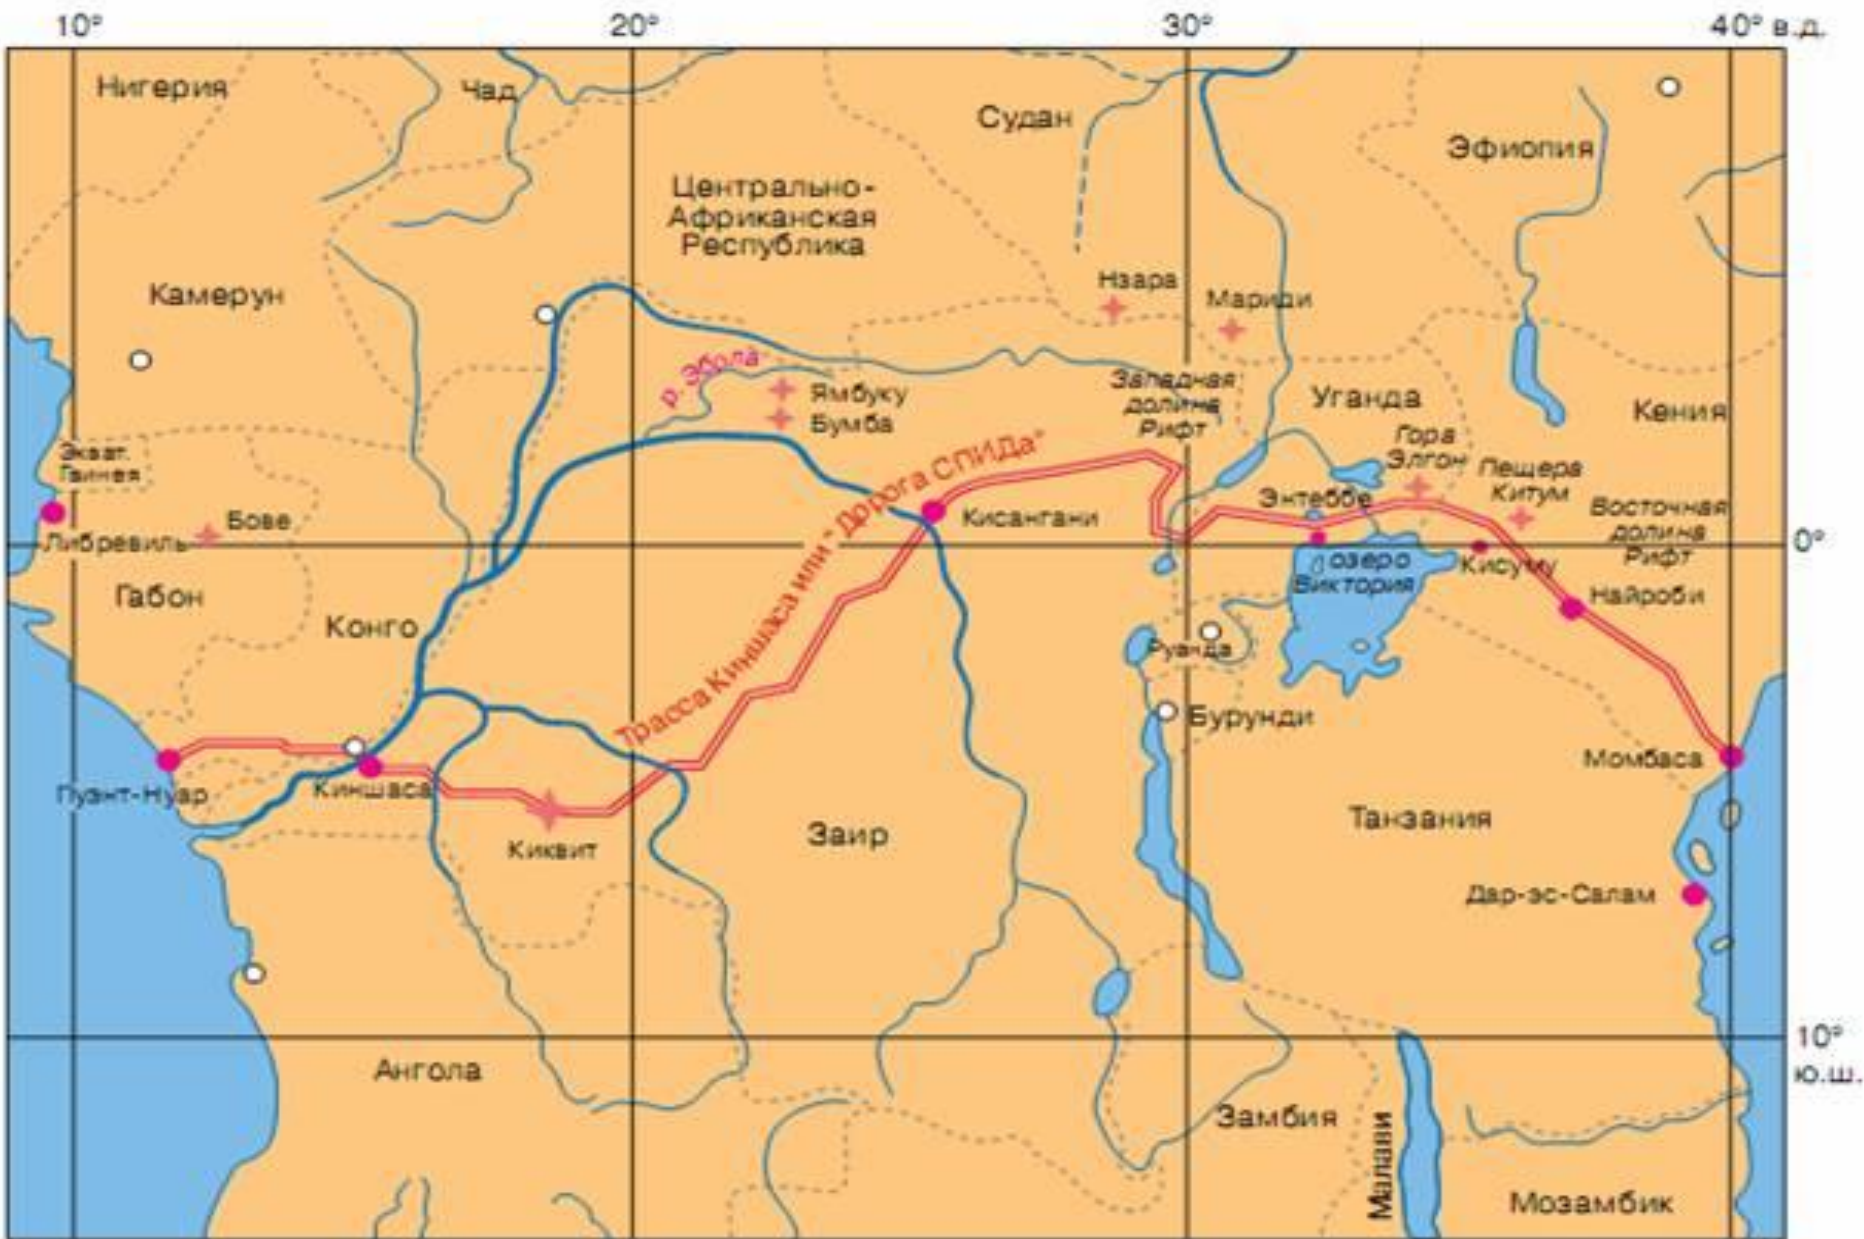 10°
20°
30°
40° в.д.
Нигерия
Чад
Судан
Эфиопия
Центрально-
Африканская
Республика
Камерун
Нзара
Мариди
р. Эбола
Ямбуку
Бумба
Западная
долина
Рифт
Уганда
Кения
Гора
Элгон
Пещера
Китум
Восточная
долина
Рифт
Экват.
Гвинея
Бове
Либревиль
Трасса Киншаса или "Дорога СПИДа"
Кисангани
Энтеббе
0°
озеро
Виктория
Кисуму
Найроби
Габон
Конго
Руанда
Бурунди
Момбаса
Пуэнт-Нуар
Киншаса
Киквит
Заир
Танзания
Дар-эс-Салам
10°
ю.ш.
Ангола
Замбия
Малави
Мозамбик